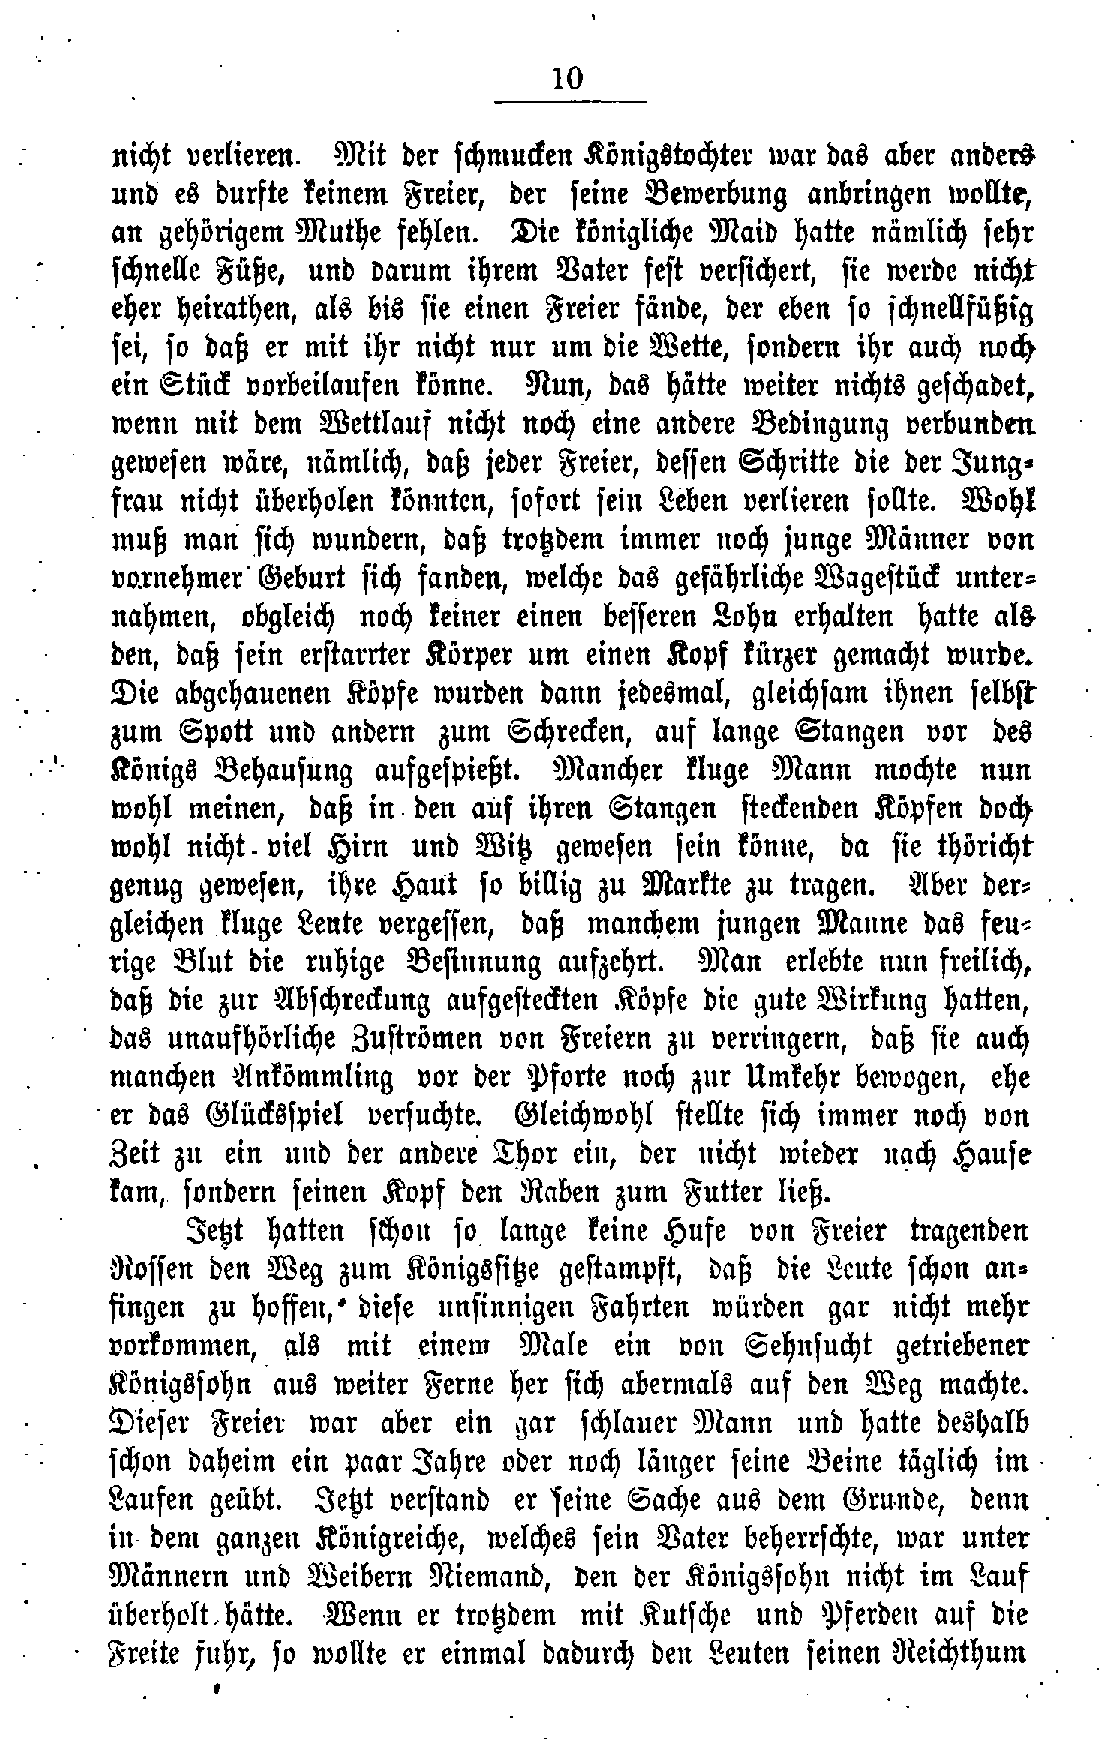 10
nicht verlieren. Mit der schmucken Königstochter war das aber anders
und es durfte keinem Freier, der seine Bewerbung anbringen wollte,
an gehörigem Muthe fehlen. Die königliche Maid hatte nämlich sehr
schnelle Füße, und darum ihrem Vater fest versichert, sie werde nicht
eher heirathen, als bis sie einen Freier fände, der eben so schnellfüßig
sei, so daß er mit ihr nicht nur um die Wette, sondern ihr auch noch
ein Stück vorbeilaufen könne. Nun, das hätte weiter nichts geschadet,
wenn mit dem Wettlauf nicht noch eine andere Bedingung verbunden
gewesen wäre, nämlich, daß jeder Freier, dessen Schritte die der Jung-
frau nicht überholen könnten, sofort sein Leben verlieren sollte. Wohl
muß man sich wundern, daß trotzdem immer noch junge Männer von
vornehmer Geburt sich fanden, welche das gefährliche Wagestück unter-
nahmen, obgleich noch keiner einen besseren Lohn erhalten hatte als
den, daß sein erstarrter Körper um einen Kopf kürzer gemacht wurde.
Die abgehauenen Köpfe wurden dann jedesmal, gleichsam ihnen selbst
zum Spott und andern zum Schrecken, auf lange Stangen vor des
Königs Behausung aufgespießt. Mancher kluge Mann mochte nun
wohl meinen, daß in den auf ihren Stangen steckenden Köpfen doch
wohl nicht viel Hirn und Witz gewesen sein könne, da sie thöricht
genug gewesen, ihre Haut so billig zu Markte zu tragen. Aber der-
gleichen kluge Leute vergessen, daß manchem jungen Manne das feu-
rige Blut die ruhige Besinnung aufzehrt. Man erlebte nun freilich,
daß die zur Abschreckung aufgesteckten Köpfe die gute Wirkung hatten,
das unaufhörliche Zuströmen von Freiern zu verringern, daß sie auch
manchen Ankömmling vor der Pforte noch zur Umkehr bewogen, ehe
er das Glücksspiel versuchte. Gleichwohl stellte sich immer noch von
Zeit zu ein und der andere Thor ein, der nicht wieder nach Hause
kam, sondern seinen Kopf den Raben zum Futter ließ.
Jetzt hatten schon so lange keine Hufe von Freier tragenden
Rossen den Weg zum Königssitze gestampft, daß die Leute schon an-
fingen zu hoffen, diese unsinnigen Fahrten würden gar nicht mehr
vorkommen, als mit einem Male ein von Sehnsucht getriebener
Königssohn aus weiter Ferne her sich abermals auf den Weg machte.
Dieser Freier war aber ein gar schlauer Mann und hatte deshalb
schon daheim ein paar Jahre oder noch länger seine Beine täglich im
Laufen geübt. Jetzt verstand er seine Sache aus dem Grunde, denn
in dem ganzen Königreiche, welches sein Vater beherrschte, war unter
Männern und Weibern Niemand, den der Königssohn nicht im Lauf
überholt hätte. Wenn er trotzdem mit Kutsche und Pferden auf die
Freite fuhr, so wollte er einmal dadurch den Leuten seinen Reichthum